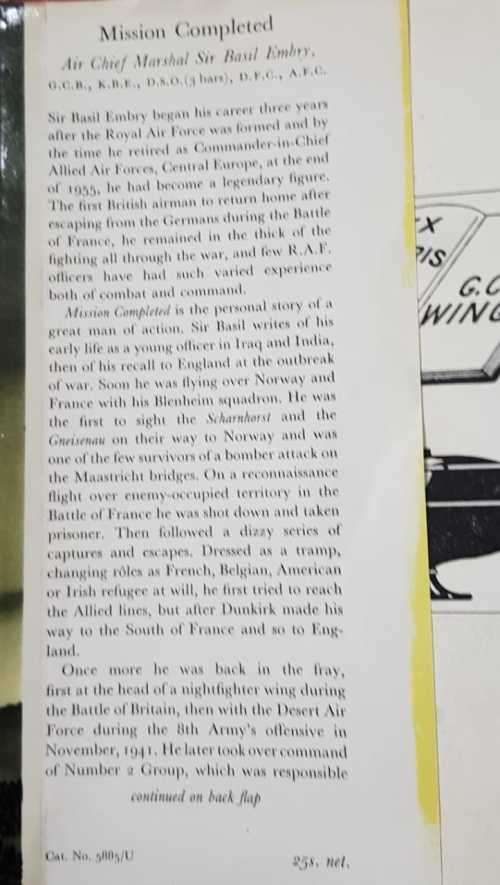 Mission Completed
Air Chief Marshal Sir Basil Embry,
G.C.B., K.B.E., D.S.O.(3 bars), D.F.C., A.F.C.
Sir Basil Embry began his career three years
after the Royal Air Force was formed and by
the time he retired as Commander-in-Chief
Allied Air Forces, Central Europe, at the end
of 1955, he had become a legendary figure.
The first British airman to return home after
escaping from the Germans during the Battle
of France, he remained in the thick of the
fighting all through the war, and few R.A.F.
officers have had such varied experience
both of combat and command.
Mission Completed is the personal story of a
great man of action. Sir Basil writes of his
early life as a young officer in Iraq and India,
then of his recall to England at the outbreak
of war. Soon he was flying over Norway and
France with his Blenheim squadron. He was
the first to sight the Scharnhorst and the
Gneisenau on their way to Norway and was
one of the few survivors of a bomber attack on
the Maastricht bridges. On a reconnaissance
flight over enemy-occupied territory in the
Battle of France he was shot down and taken
prisoner. Then followed a dizzy series of
captures and escapes. Dressed as a tramp,
changing rôles as French, Belgian, American
or Irish refugee at will, he first tried to reach
the Allied lines, but after Dunkirk made his
way to the South of France and so to Eng-
land.
Once more he was back in the fray,
first at the head of a nightfighter wing during
the Battle of Britain, then with the Desert Air
Force during the 8th Army's offensive in
November, 1941. He later took over command
of Number 2 Group, which was responsible
continued on back flap
Cat. No. 5885/U
25s. net.
EX
RIS
G.C
WING